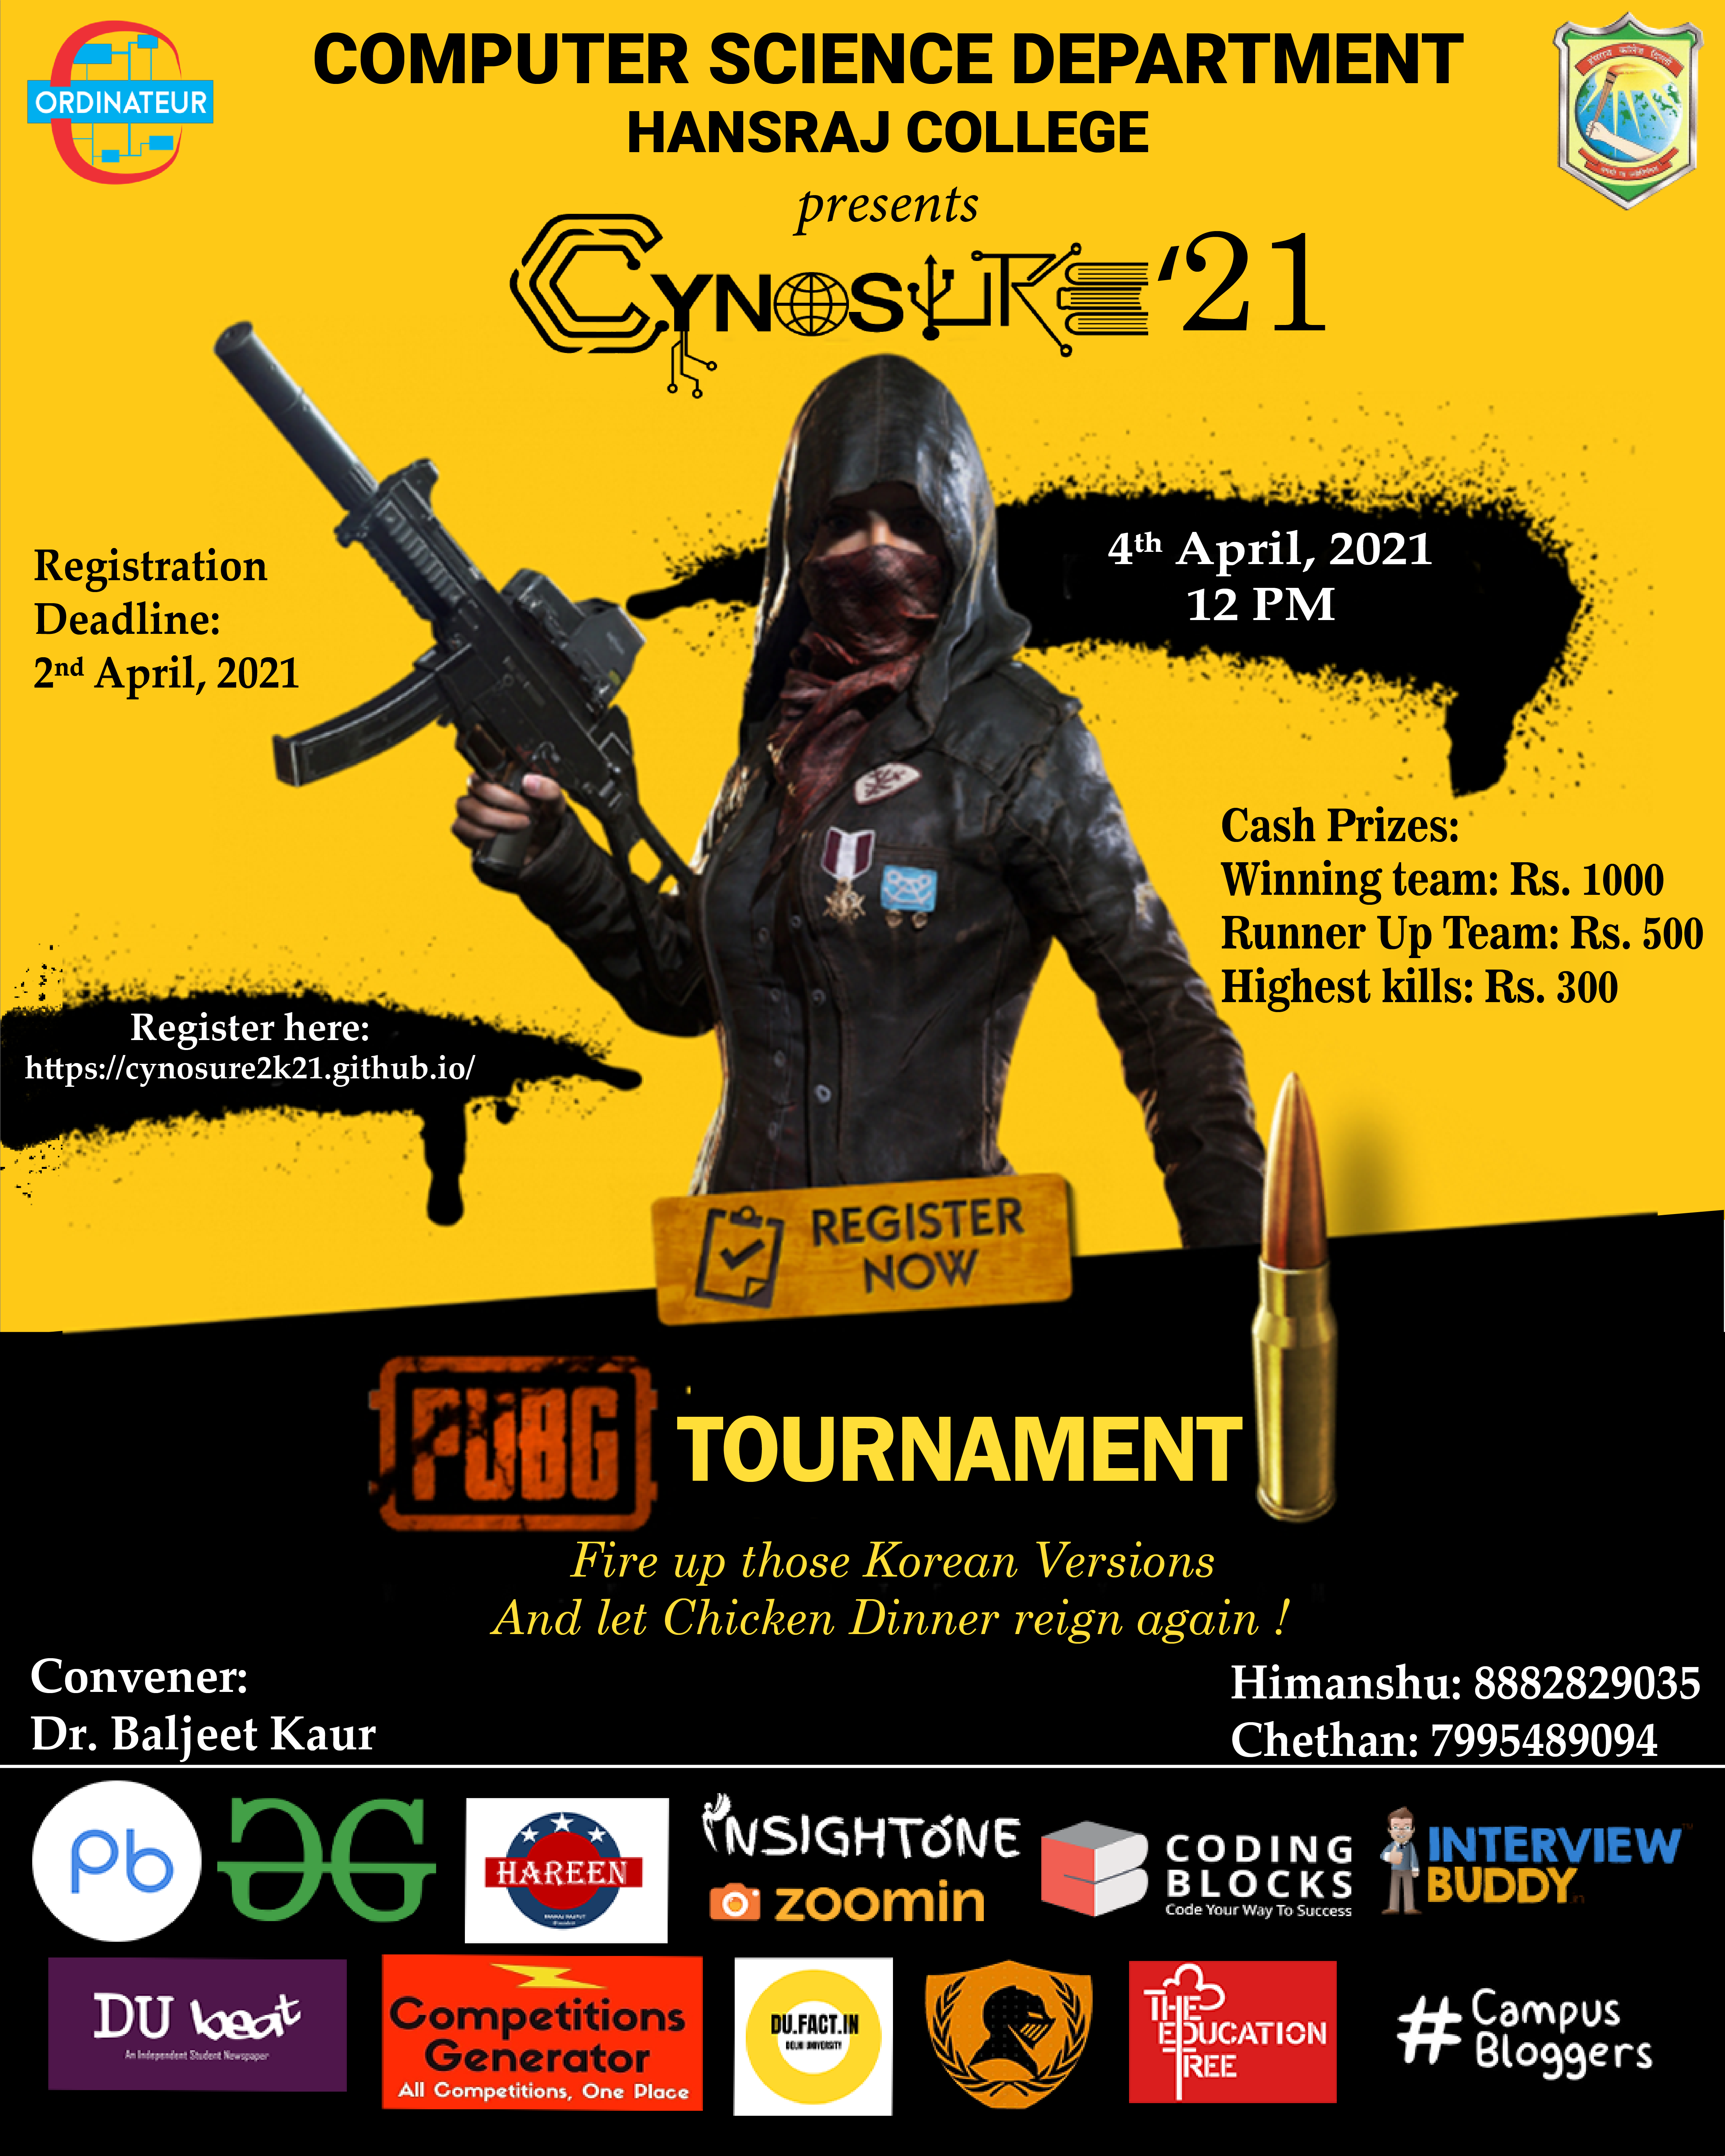 ORDINATEUR
COMPUTER SCIENCE DEPARTMENT
HANSRAJ COLLEGE
हंसराज कॉलेज दिल्ली
presents
CYNOSURE '21
4th April, 2021
12 PM
Registration
Deadline:
2nd April, 2021
Cash Prizes:
Winning team: Rs. 1000
Runner Up Team: Rs. 500
Highest kills: Rs. 300
Register here:
https://cynosure2k21.github.io/
REGISTER
NOW
PUBG TOURNAMENT
Fire up those Korean Versions
And let Chicken Dinner reign again !
Convener:
Dr. Baljeet Kaur
Himanshu: 8882829035
Chethan: 7995489094
Pb
GG
HAREEN
INSIGHTONE
zoomin
CODING
BLOCKS
Code Your Way To Success
INTERVIEW
BUDDY.in
DU beat
An Independent Student Newspaper
Competitions
Generator
All Competitions, One Place
DU.FACT.IN
DELHI UNIVERSITY
THE
EDUCATION
TREE
# Campus
Bloggers